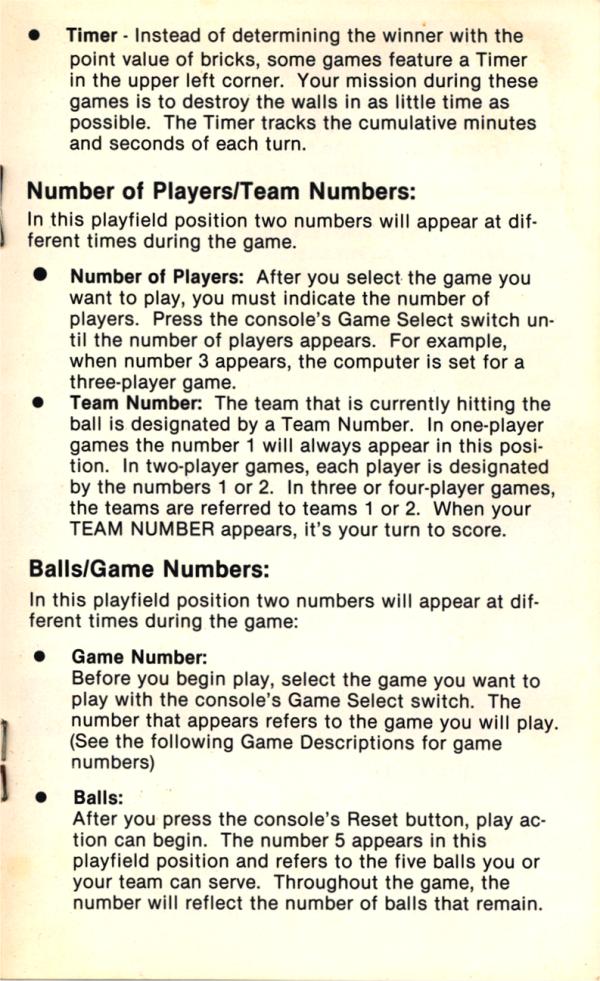 ● Timer - Instead of determining the winner with the
point value of bricks, some games feature a Timer
in the upper left corner. Your mission during these
games is to destroy the walls in as little time as
possible. The Timer tracks the cumulative minutes
and seconds of each turn.
Number of Players/Team Numbers:
In this playfield position two numbers will appear at dif-
ferent times during the game.
● Number of Players: After you select the game you
want to play, you must indicate the number of
players. Press the console's Game Select switch un-
til the number of players appears. For example,
when number 3 appears, the computer is set for a
three-player game.
● Team Number: The team that is currently hitting the
ball is designated by a Team Number. In one-player
games the number 1 will always appear in this posi-
tion. In two-player games, each player is designated
by the numbers 1 or 2. In three or four-player games,
the teams are referred to teams 1 or 2. When your
TEAM NUMBER appears, it's your turn to score.
Balls/Game Numbers:
In this playfield position two numbers will appear at dif-
ferent times during the game:
● Game Number:
Before you begin play, select the game you want to
play with the console's Game Select switch. The
number that appears refers to the game you will play.
(See the following Game Descriptions for game
numbers)
● Balls:
After you press the console's Reset button, play ac-
tion can begin. The number 5 appears in this
playfield position and refers to the five balls you or
your team can serve. Throughout the game, the
number will reflect the number of balls that remain.